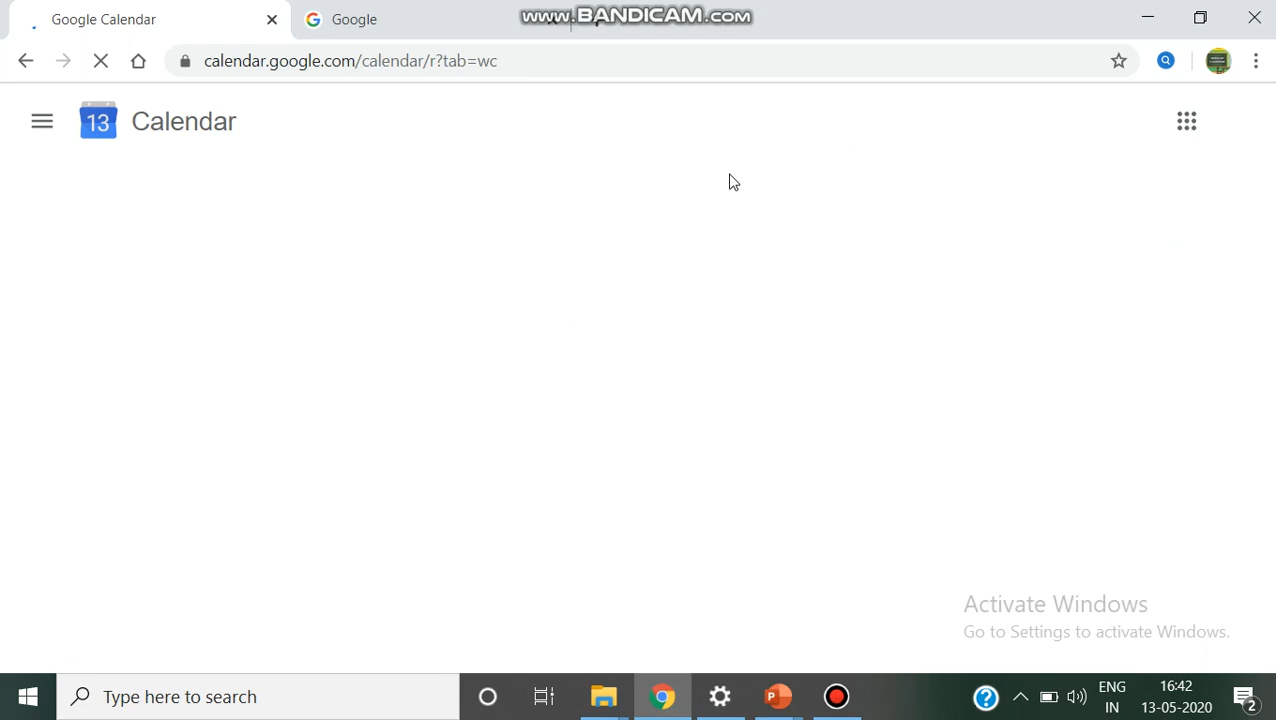 Google Calendar
Google
www.BANDICAM.com
calendar.google.com/calendar/r?tab=wc
13
Calendar
Activate Windows
Go to Settings to activate Windows.
Type here to search
ENG
IN
16:42
13-05-2020
2